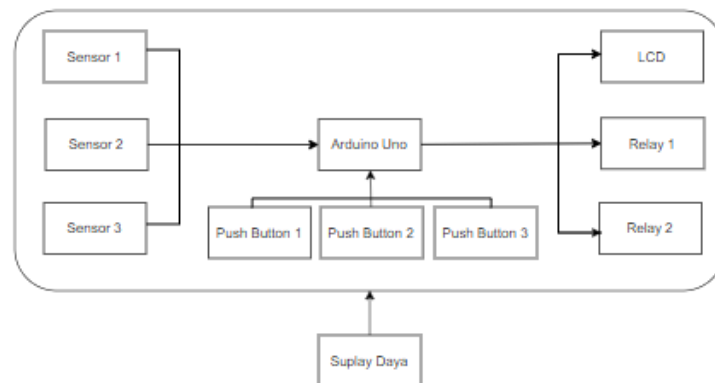 Sensor 1
LCD
Sensor 2
Arduino Uno
Relay 1
Sensor 3
Push Button 1
Push Button 2
Push Button 3
Relay 2
Suplay Daya